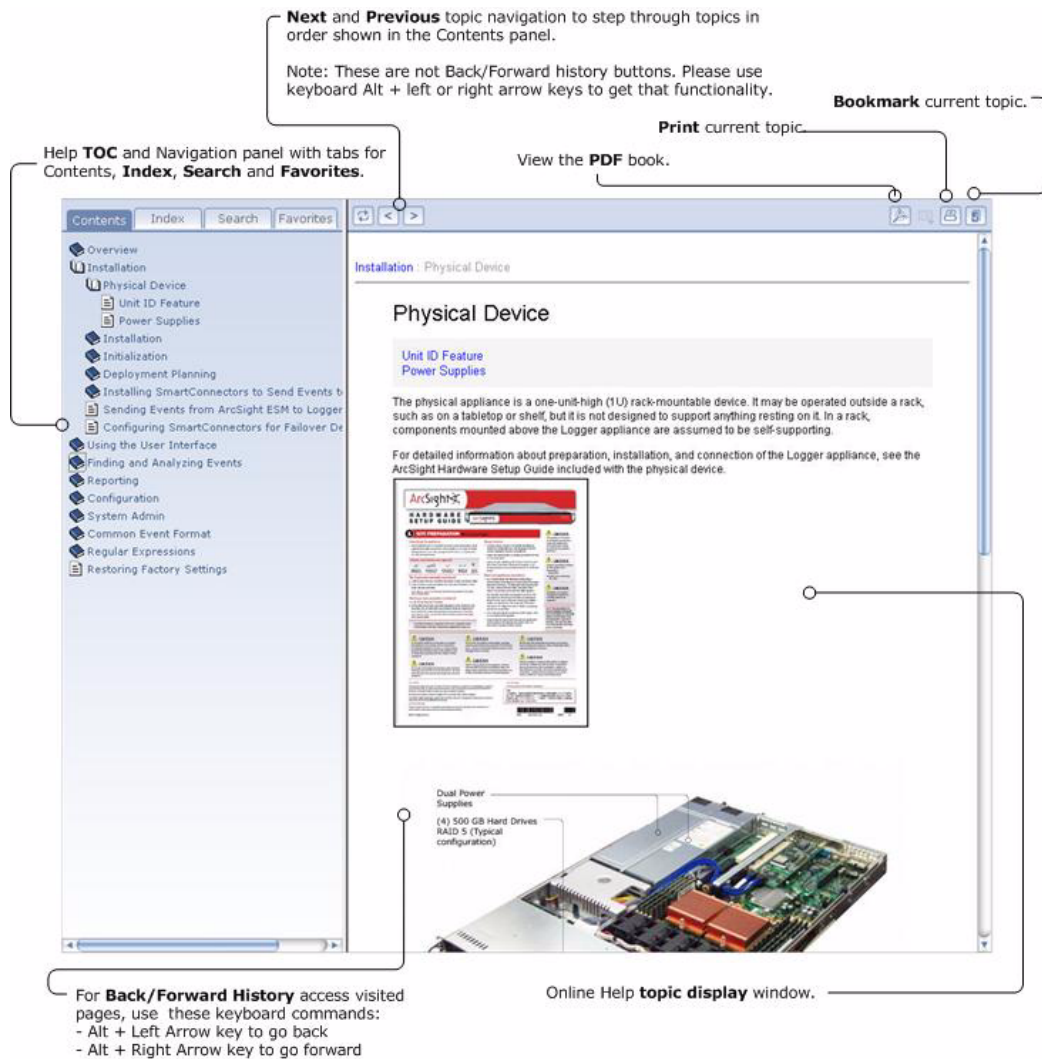 Next and Previous topic navigation to step through topics in
order shown in the Contents panel.
Note: These are not Back/Forward history buttons. Please use
keyboard Alt + left or right arrow keys to get that functionality.
Bookmark current topic.
Print current topic.
View the PDF book.
Help TOC and Navigation panel with tabs for
Contents, Index, Search and Favorites.
Contents Index Search Favorites
Overview
Installation
Physical Device
Unit ID Feature
Power Supplies
Installation
Initialization
Deployment Planning
Installing SmartConnectors to Send Events t
Sending Events from ArcSight ESM to Logger
Configuring SmartConnectors for Failover De
Using the User Interface
Finding and Analyzing Events
Reporting
Configuration
System Admin
Common Event Format
Regular Expressions
Restoring Factory Settings
< >
Installation : Physical Device
Physical Device
Unit ID Feature
Power Supplies
The physical appliance is a one-unit-high (1U) rack-mountable device. It may be operated outside a rack,
such as on a tabletop or shelf, but it is not designed to support anything resting on it. In a rack,
components mounted above the Logger appliance are assumed to be self-supporting.
For detailed information about preparation, installation, and connection of the Logger appliance, see the
ArcSight Hardware Setup Guide included with the physical device.
ArcSight
HARDWARE
SETUP GUIDE
ArcSight
A SITE PREPARATION
Dual Power
Supplies
(4) 500 GB Hard Drives
RAID 5 (Typical
configuration)
For Back/Forward History access visited
pages, use these keyboard commands:
- Alt + Left Arrow key to go back
- Alt + Right Arrow key to go forward
Online Help topic display window.